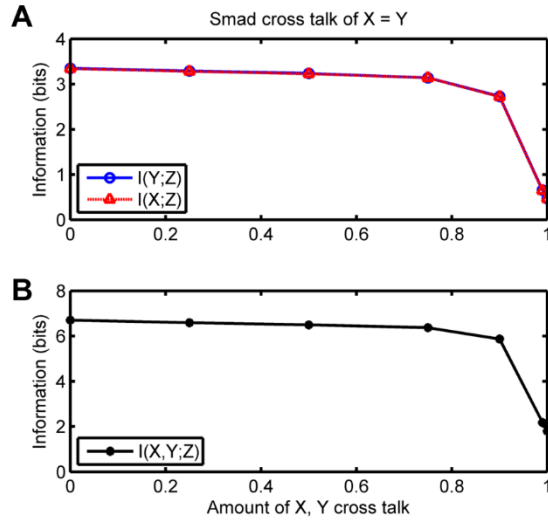 A
Smad cross talk of X = Y
Information (bits)
4
3
2
1
0
I(Y;Z)
I(X;Z)
0 0.2 0.4 0.6 0.8 1
B
Information (bits)
8
6
4
2
0
I(X,Y;Z)
0 0.2 0.4 0.6 0.8 1
Amount of X, Y cross talk